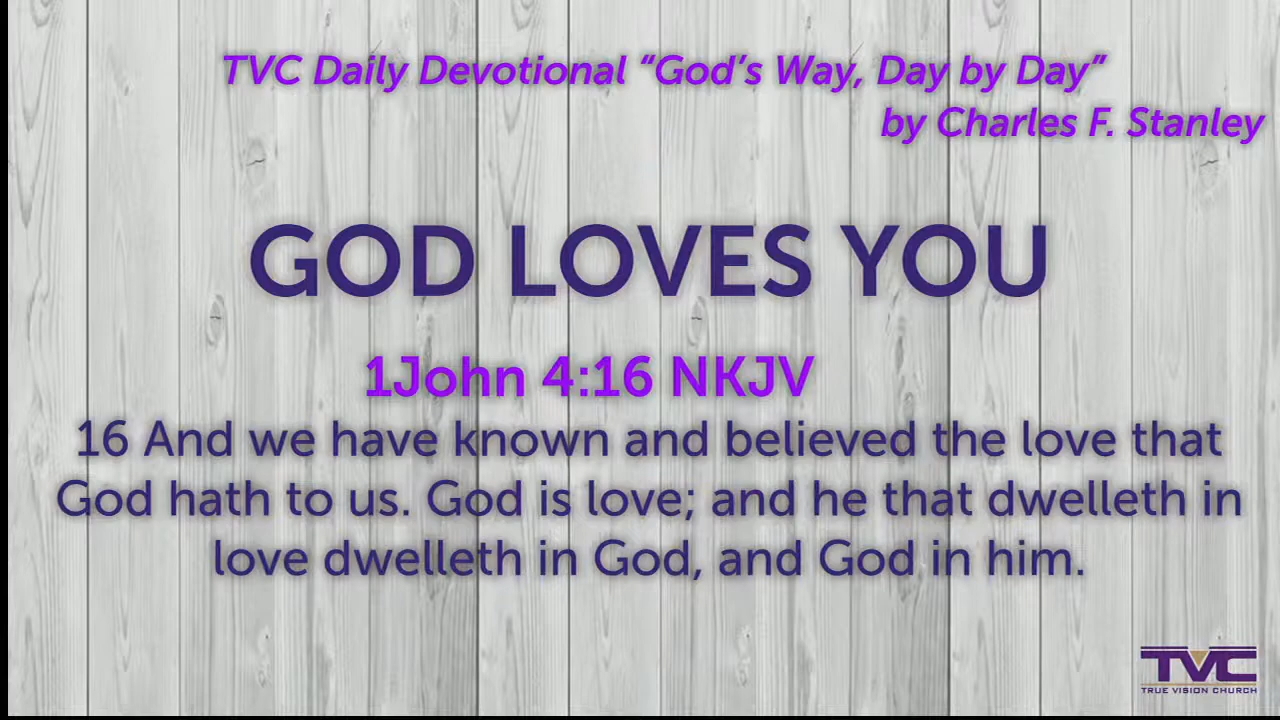 TVC Daily Devotional “God’s Way, Day by Day”
by Charles F. Stanley
GOD LOVES YOU
1John 4:16 NKJV
16 And we have known and believed the love that
God hath to us. God is love; and he that dwelleth in
love dwelleth in God, and God in him.
TVC
TRUE VISION CHURCH